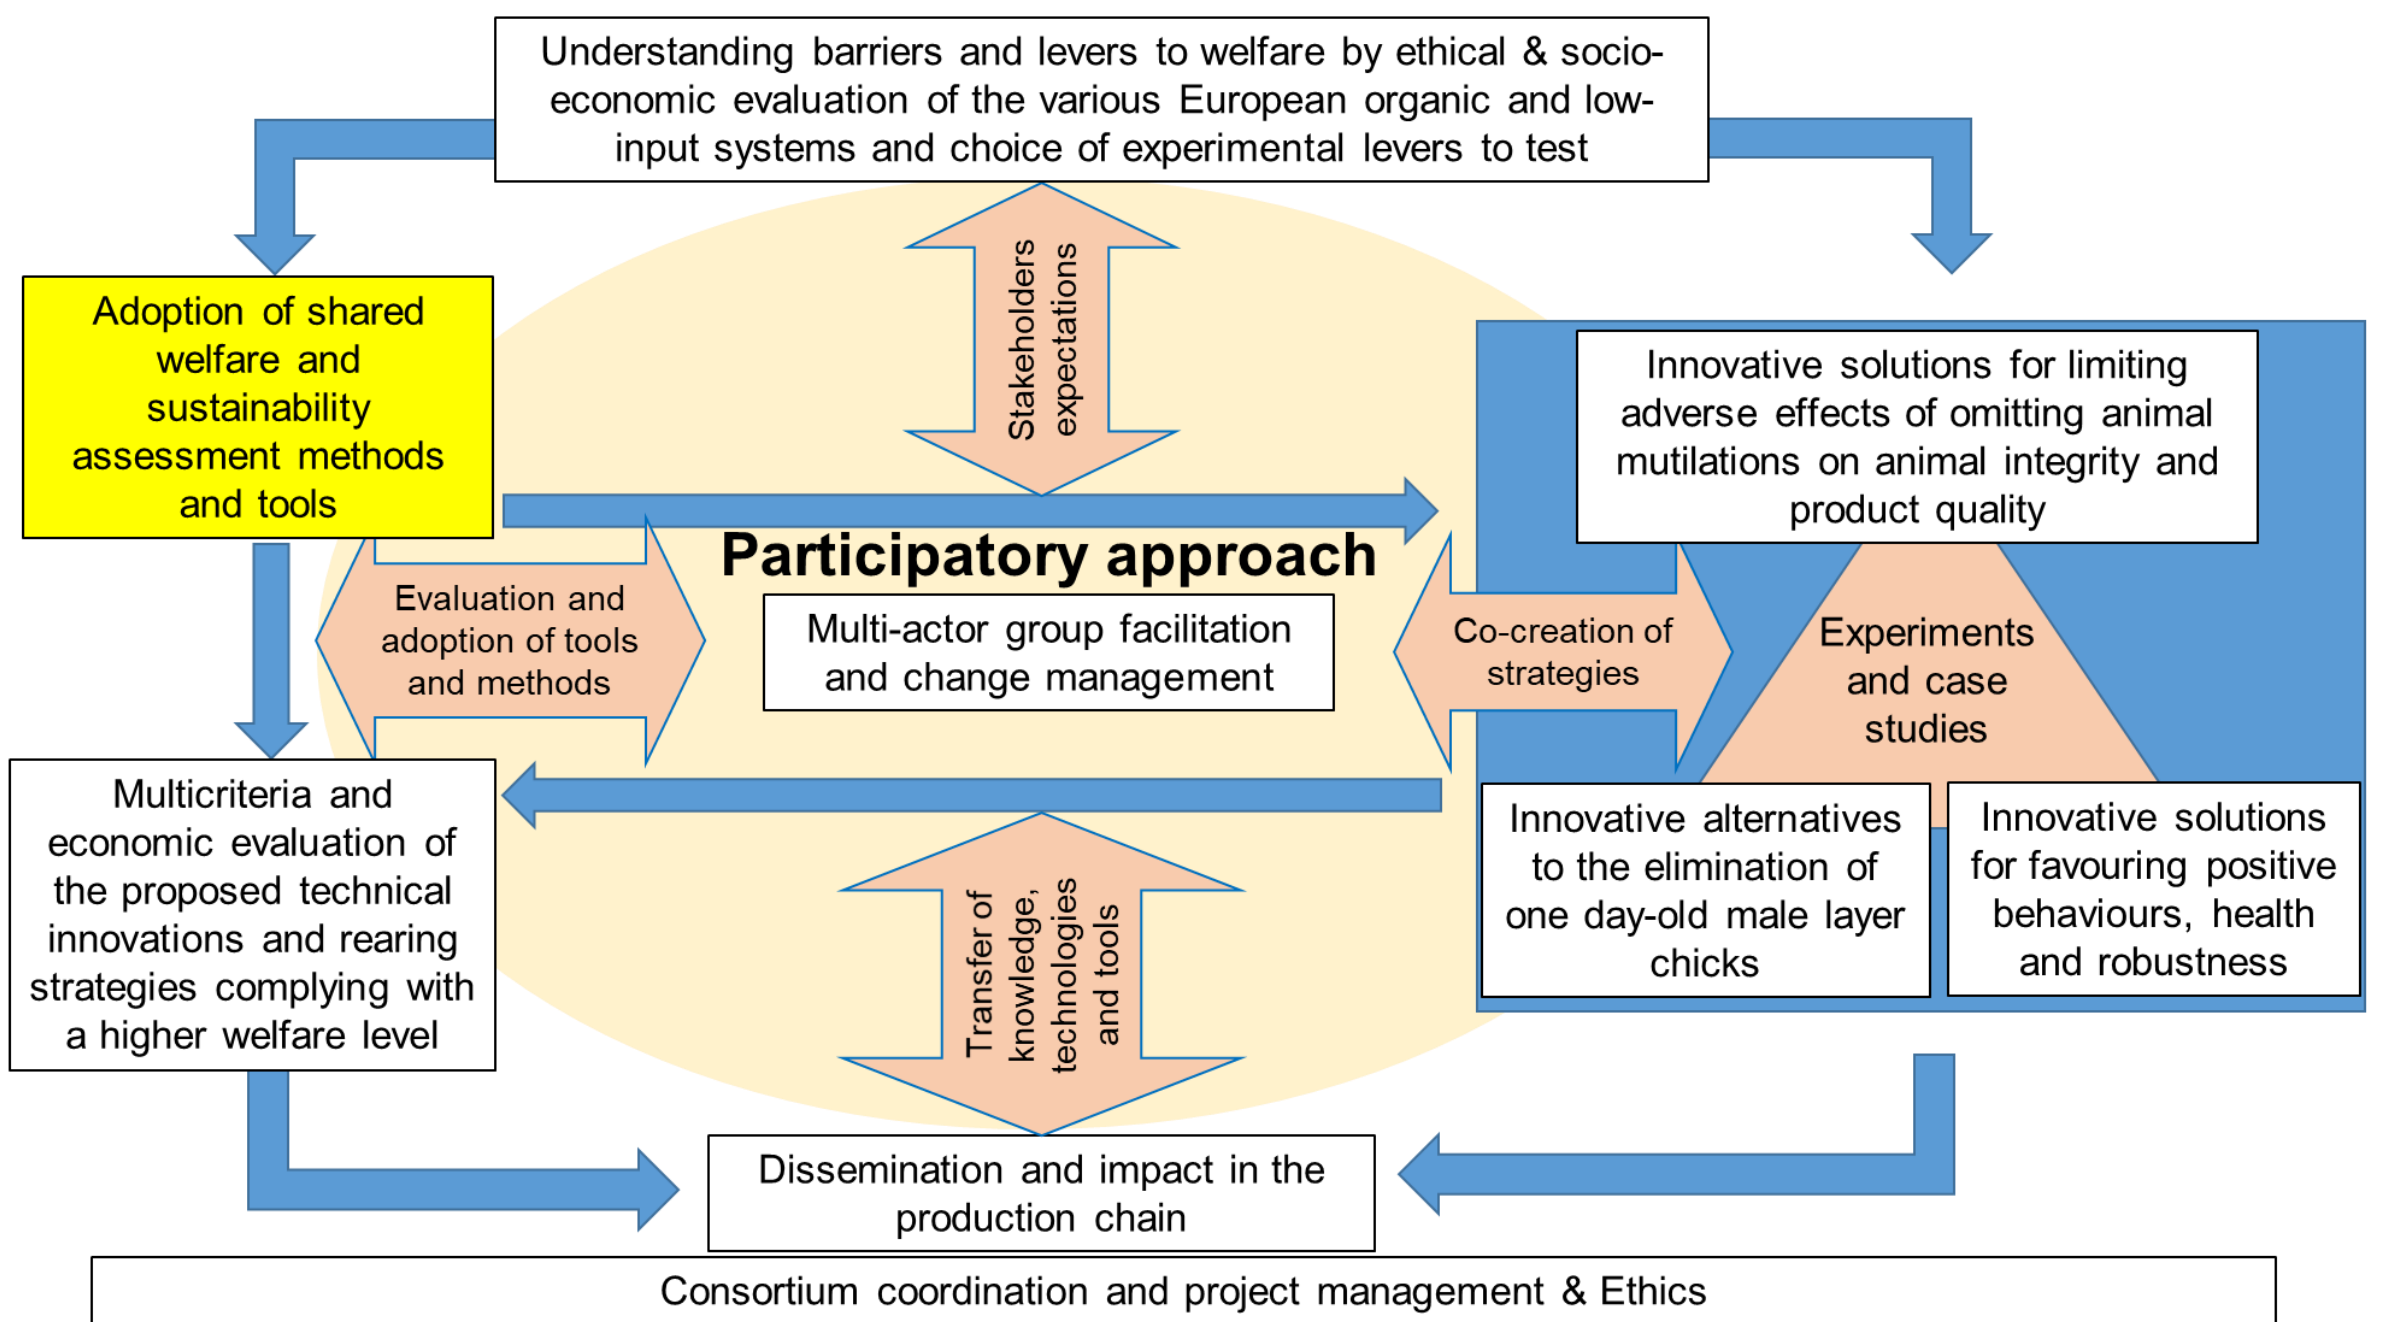 Understanding barriers and levers to welfare by ethical & socio-
economic evaluation of the various European organic and low-
input systems and choice of experimental levers to test
Adoption of shared
welfare and
sustainability
assessment methods
and tools
Stakeholders
expectations
Innovative solutions for limiting
adverse effects of omitting animal
mutilations on animal integrity and
product quality
Participatory approach
Multi-actor group facilitation
and change management
Evaluation and
adoption of tools
and methods
Co-creation of
strategies
Experiments
and case
studies
Multicriteria and
economic evaluation of
the proposed technical
innovations and rearing
strategies complying with
a higher welfare level
Transfer of
knowledge,
technologies
and tools
Innovative alternatives
to the elimination of
one day-old male layer
chicks
Innovative solutions
for favouring positive
behaviours, health
and robustness
Dissemination and impact in the
production chain
Consortium coordination and project management & Ethics